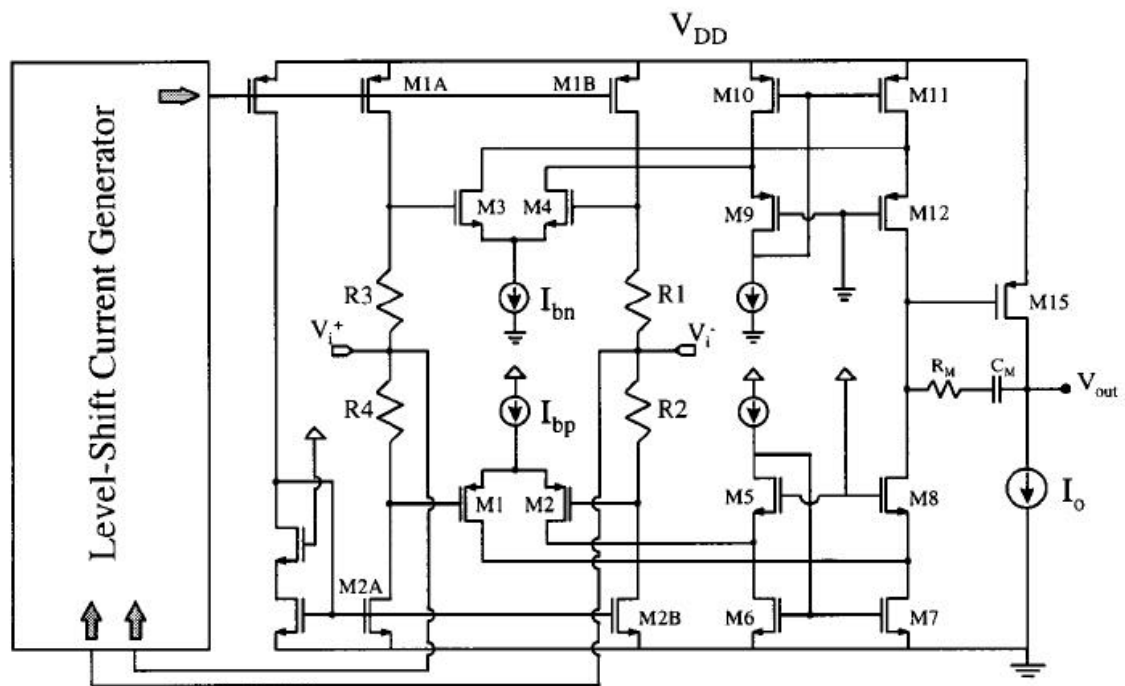 V_DD
Level-Shift Current Generator
M1A
M1B
M10
M11
M3
M4
M9
M12
R3
I_bn
R1
M15
V_i^+
V_i^-
R_M
C_M
V_out
R4
I_bp
R2
M1
M2
M5
M8
I_o
M2A
M2B
M6
M7